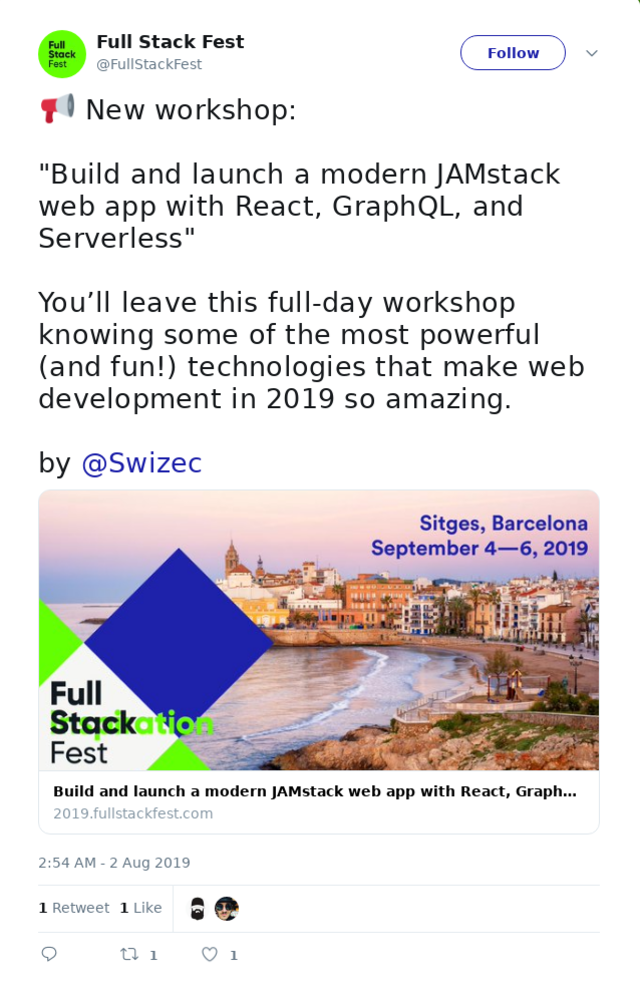 Full
Stack
Fest
Full Stack Fest
@FullStackFest
Follow
New workshop:
"Build and launch a modern JAMstack
web app with React, GraphQL, and
Serverless"
You’ll leave this full-day workshop
knowing some of the most powerful
(and fun!) technologies that make web
development in 2019 so amazing.
by @Swizec
Sitges, Barcelona
September 4—6, 2019
Full
Stackation
Fest
Build and launch a modern JAMstack web app with React, Graph...
2019.fullstackfest.com
2:54 AM - 2 Aug 2019
1 Retweet 1 Like
1 1